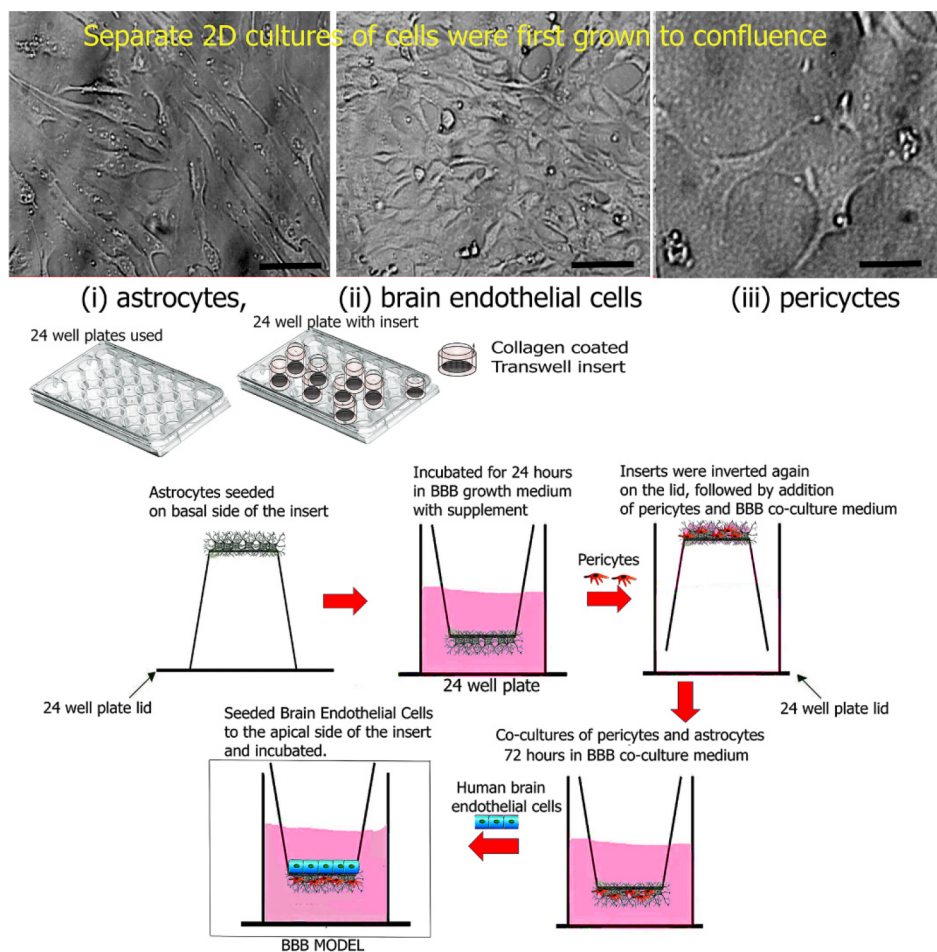 Separate 2D cultures of cells were first grown to confluence
(i) astrocytes,
(ii) brain endothelial cells
(iii) pericyctes
24 well plates used
24 well plate with insert
Collagen coated
Transwell insert
Astrocytes seeded
on basal side of the insert
Incubated for 24 hours
in BBB growth medium
with supplement
Inserts were inverted again
on the lid, followed by addition
of pericytes and BBB co-culture medium
Pericytes
24 well plate lid
24 well plate
24 well plate lid
Seeded Brain Endothelial Cells
to the apical side of the insert
and incubated.
Co-cultures of pericytes and astrocytes
72 hours in BBB co-culture medium
Human brain
endothelial cells
BBB MODEL